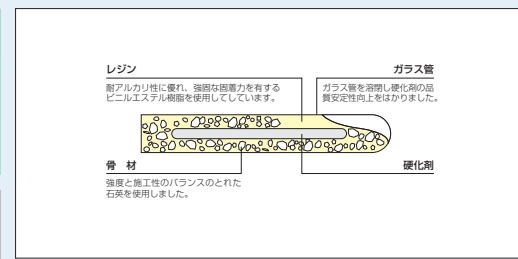 レジン
耐アルカリ性に優れ、強固な固着力を有する
ビニルエステル樹脂を使用してしています。
ガラス管
ガラス管を溶閉し硬化剤の品
質安定性向上をはかりました。
骨 材
強度と施工性のバランスのとれた
石英を使用しました。
硬化剤